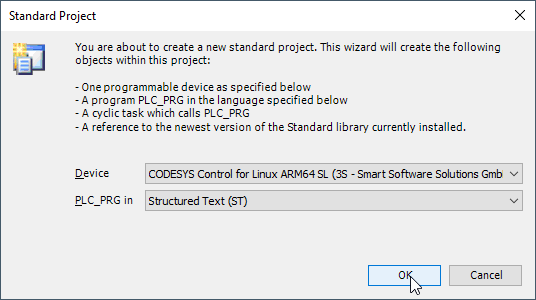 Standard Project
You are about to create a new standard project. This wizard will create the following
objects within this project:
- One programmable device as specified below
- A program PLC_PRG in the language specified below
- A cyclic task which calls PLC_PRG
- A reference to the newest version of the Standard library currently installed.
Device
CODESYS Control for Linux ARM64 SL (3S - Smart Software Solutions Gmb
PLC_PRG in
Structured Text (ST)
OK
Cancel